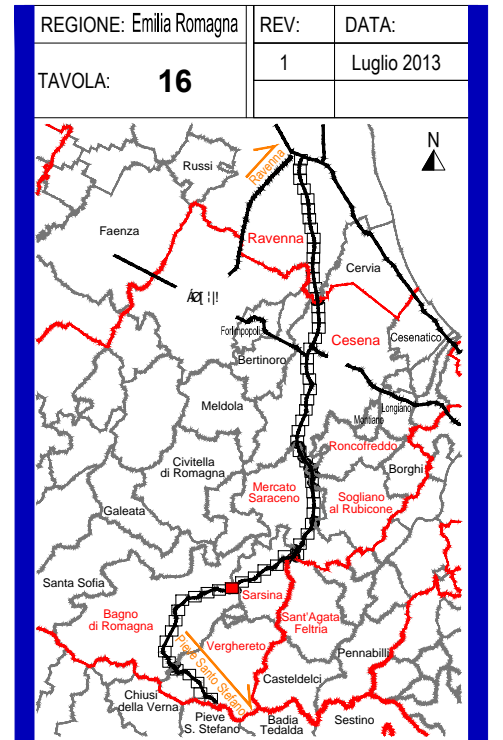 REGIONE: Emilia Romagna
REV:
DATA:
TAVOLA: 16
1
Luglio 2013
N
Russi
Ravenna
Faenza
Ravenna
Cervia
Forlimpopoli
Cesena
Cesenatico
Bertinoro
Meldola
Longiano
Montiano
Roncofreddo
Civitella
di Romagna
Borghi
Mercato
Saraceno
Sogliano
al Rubicone
Galeata
Santa Sofia
Sarsina
Bagno
di Romagna
Sant'Agata
Feltria
Verghereto
Pieve Santo Stefano
Pennabilli
Casteldelci
Chiusi
della Verna
Pieve
S. Stefano
Badia
Tedalda
Sestino